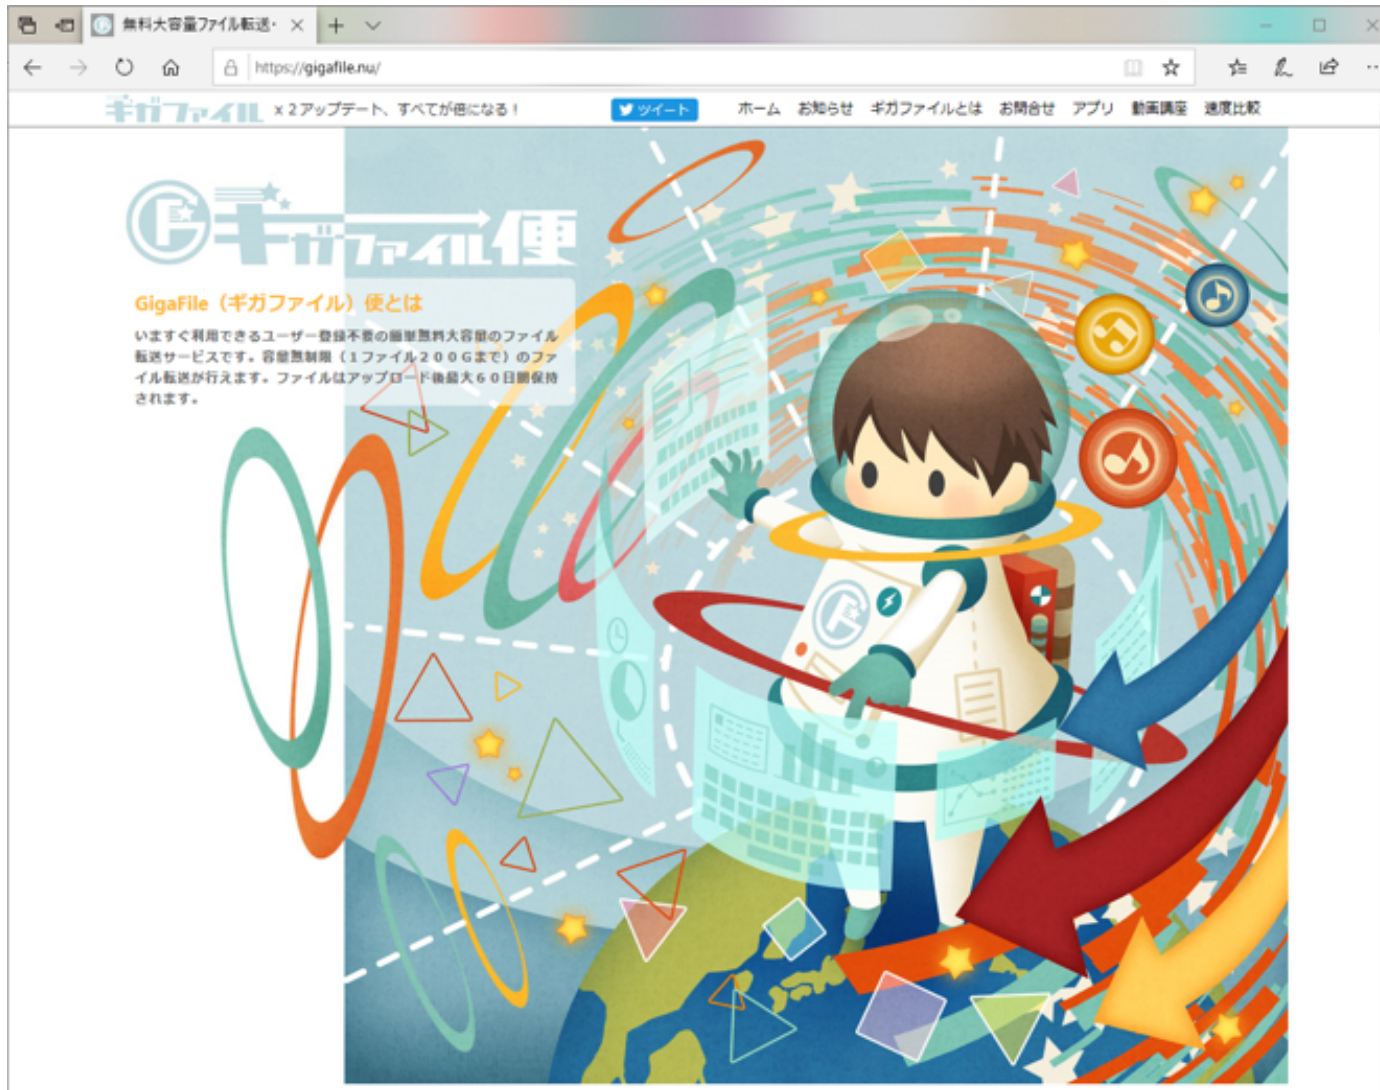 無料大容量ファイル転送・
https://gigafile.nu/
ギガファイル x2アップデート、すべてが倍になる! ツイート ホーム お知らせ ギガファイルとは お問合せ アプリ 動画講座 速度比較
ギガファイル便
GigaFile(ギガファイル)便とは
いますぐ利用できるユーザー登録不要の簡単無料大容量のファイル
転送サービスです。容量無制限(1ファイル200Gまで)のファ
イル転送が行えます。ファイルはアップロード後最大60日間保持
されます。